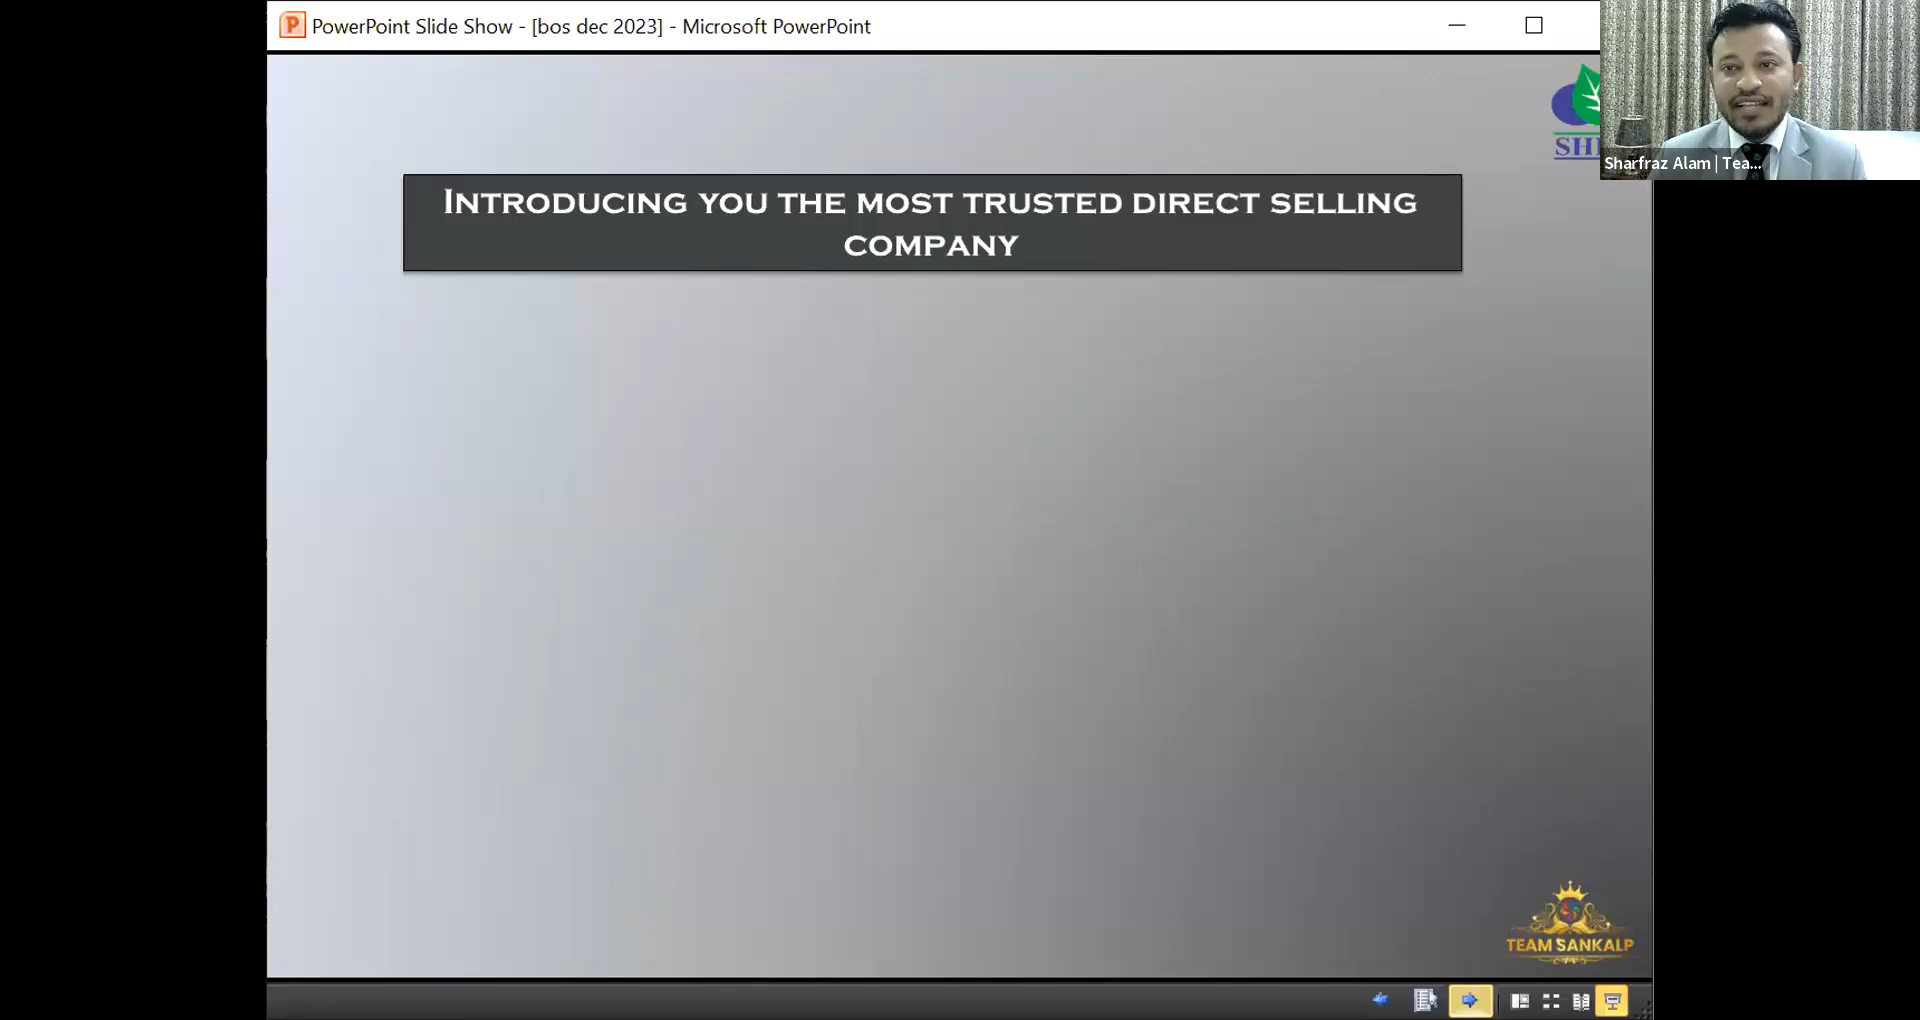 PowerPoint Slide Show - [bos dec 2023] - Microsoft PowerPoint
Sharfraz Alam | Tea...
INTRODUCING YOU THE MOST TRUSTED DIRECT SELLING
COMPANY
TEAM SANKALP